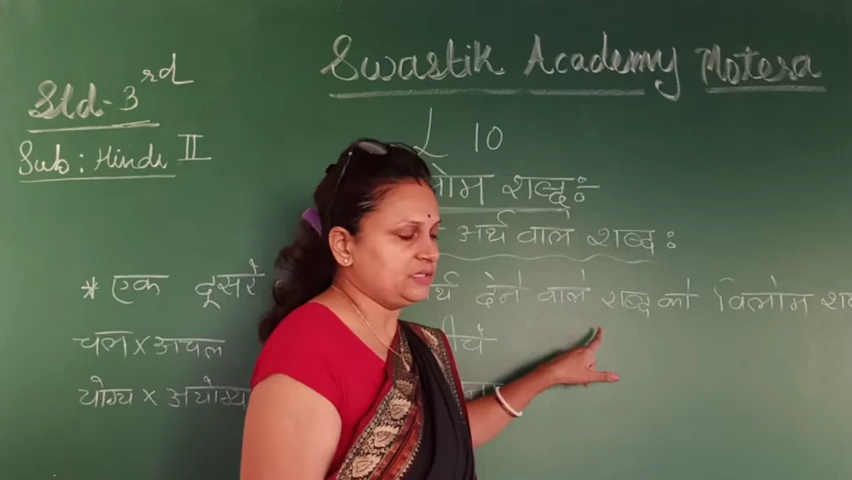 Swastik Academy Motera
Std-3rd
Sub: Hindi II
L 10
लोम शब्द:
अर्थ वाले शब्द:
* एक दूसरे र्थ देने वाले शब्द को विलोम श
चल x अचल
योग्य x अयोग्य